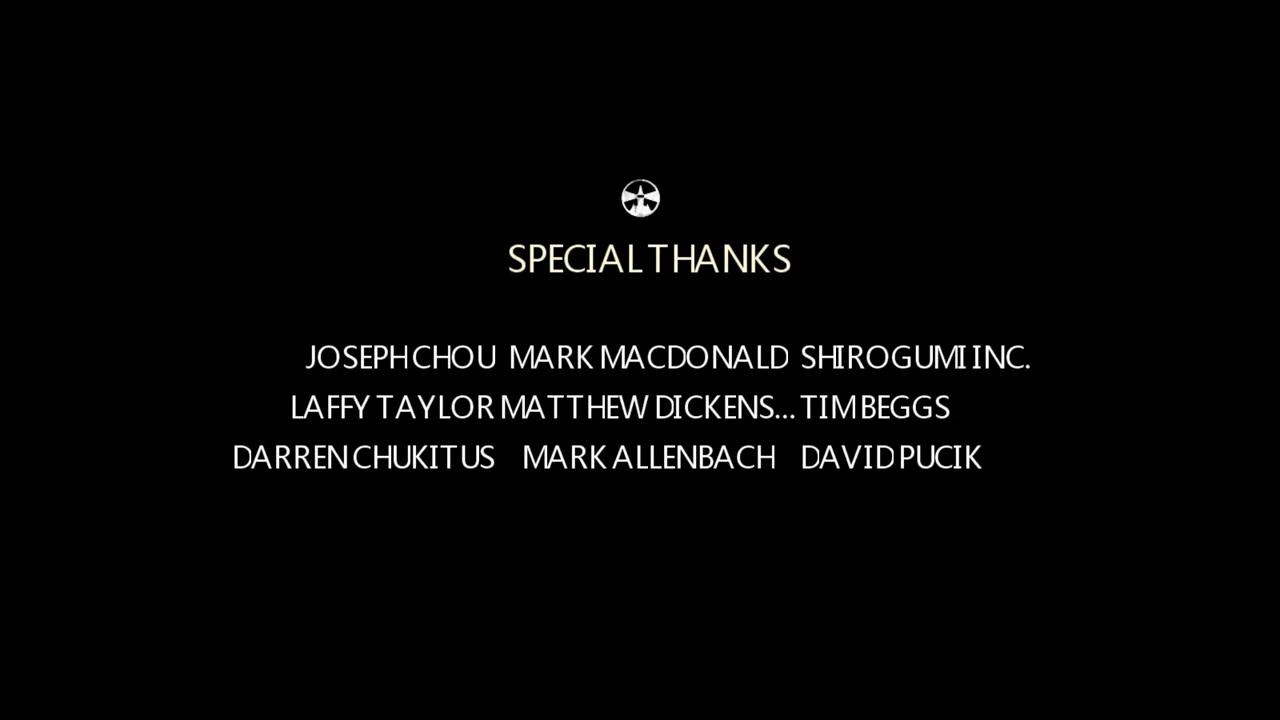 SPECIAL THANKS
JOSEPH CHOU MARK MACDONALD SHIROGUMI INC.
LAFFY TAYLOR MATTHEW DICKENS... TIM BEGGS
DARREN CHUKITUS MARK ALLENBACH DAVID PUCIK